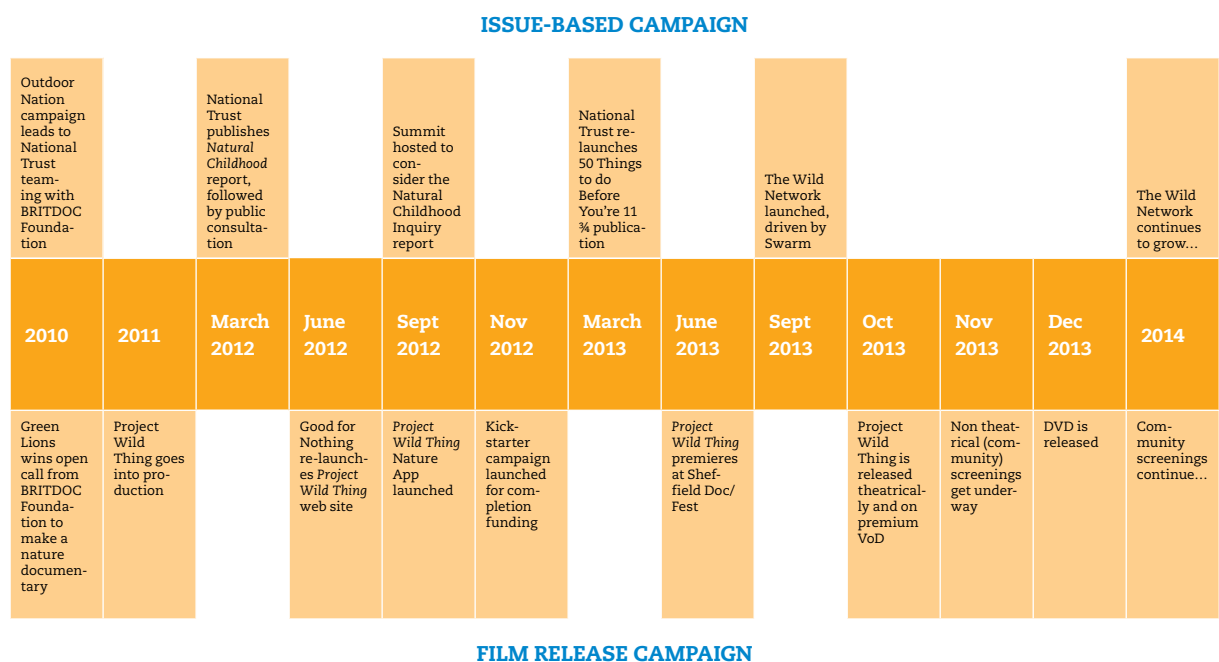 ISSUE-BASED CAMPAIGN
Outdoor
Nation
campaign
leads to
National
Trust
team-
ing with
BRITDOC
Founda-
tion
National
Trust
publishes
Natural
Childhood
report,
followed
by public
consulta-
tion
Summit
hosted to
con-
sider the
Natural
Childhood
Inquiry
report
National
Trust re-
launches
50 Things
to do
Before
You're 11
¾ publica-
tion
The Wild
Network
launched,
driven by
Swarm
The Wild
Network
continues
to grow…
2010
2011
March
2012
June
2012
Sept
2012
Nov
2012
March
2013
June
2013
Sept
2013
Oct
2013
Nov
2013
Dec
2013
2014
Green
Lions
wins open
call from
BRITDOC
Founda-
tion to
make a
nature
documen-
tary
Project
Wild
Thing goes
into pro-
duction
Good for
Nothing
re-launch-
es Project
Wild Thing
web site
Project
Wild Thing
Nature
App
launched
Kick-
starter
campaign
launched
for com-
pletion
funding
Project
Wild Thing
premieres
at Shef-
field Doc/
Fest
Project
Wild
Thing is
released
theatrical-
ly and on
premium
VoD
Non theat-
rical (com-
munity)
screenings
get under-
way
DVD is
released
Com-
munity
screenings
continue…
FILM RELEASE CAMPAIGN